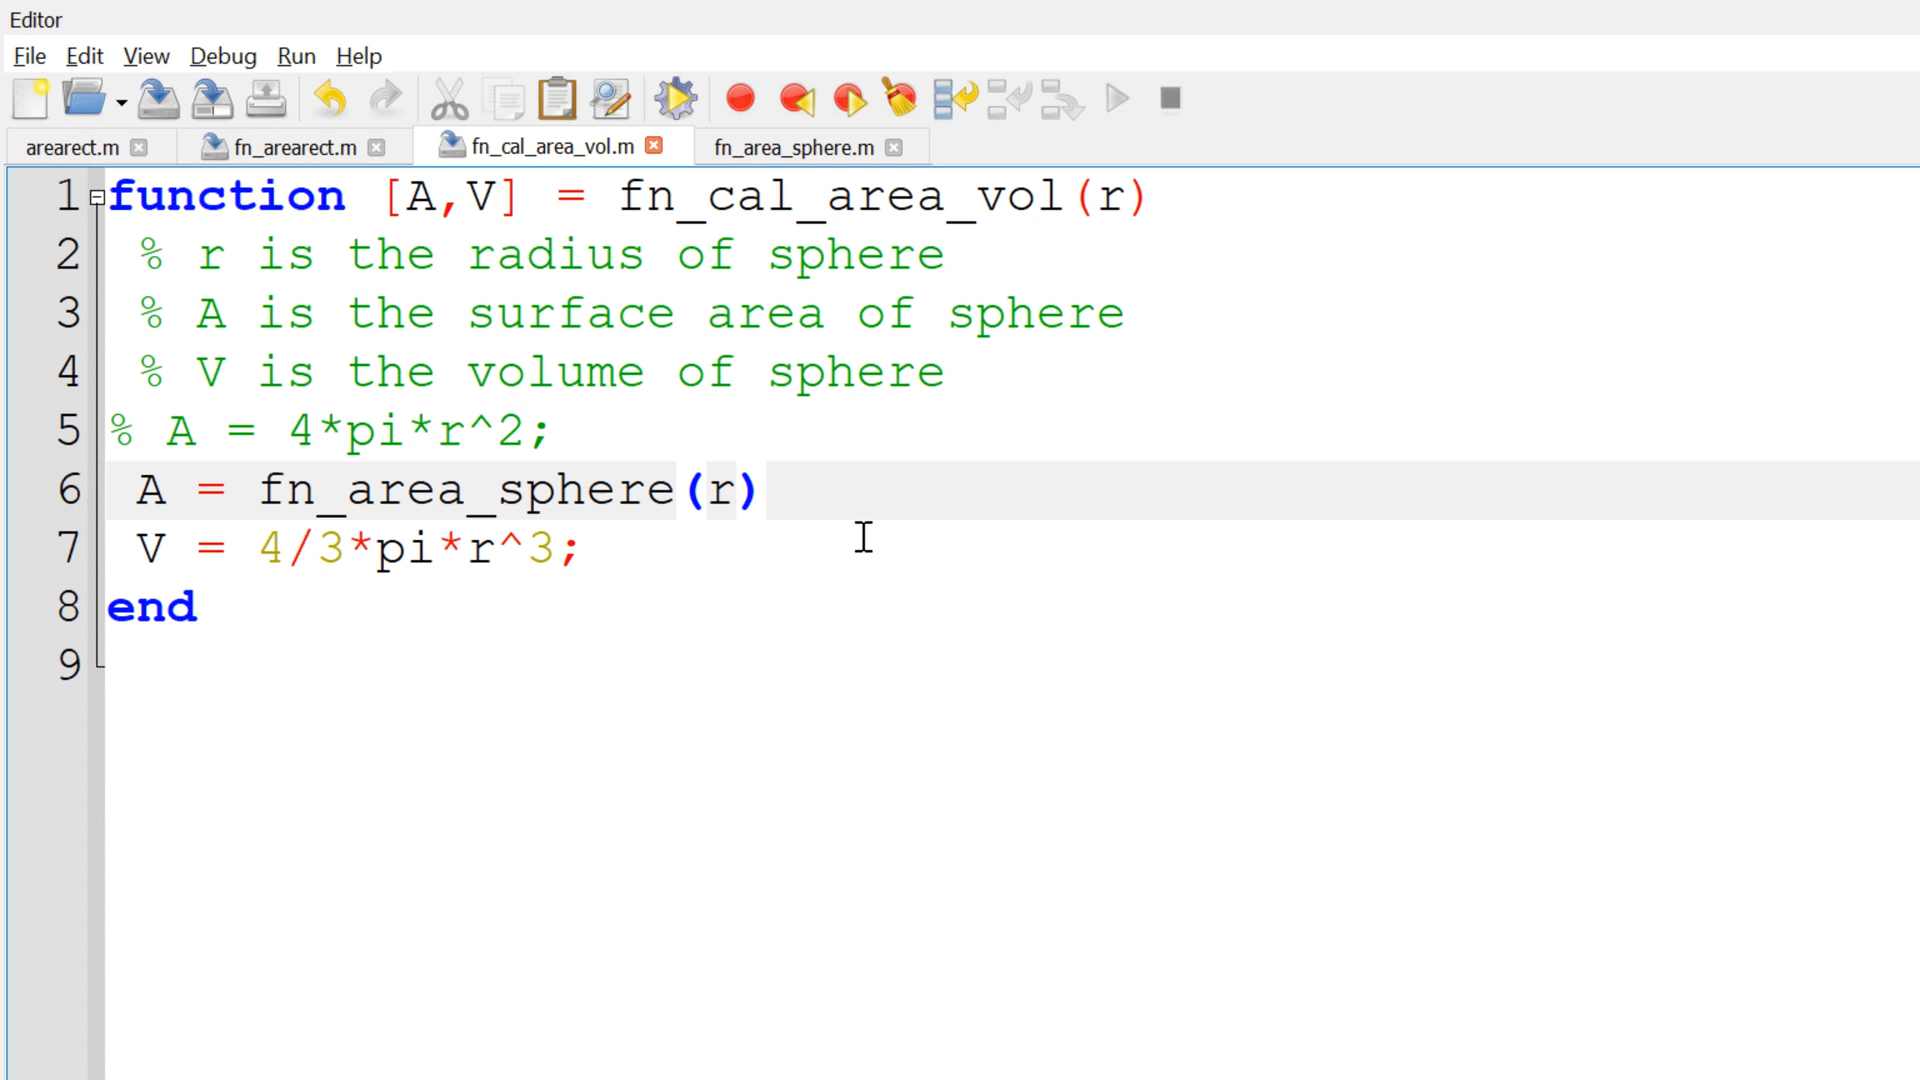 Editor
File Edit View Debug Run Help
arearect.m fn_arearect.m fn_cal_area_vol.m fn_area_sphere.m
1 function [A,V] = fn_cal_area_vol(r)
2 % r is the radius of sphere
3 % A is the surface area of sphere
4 % V is the volume of sphere
5 % A = 4*pi*r^2;
6 A = fn_area_sphere(r)
7 V = 4/3*pi*r^3;
8 end
9